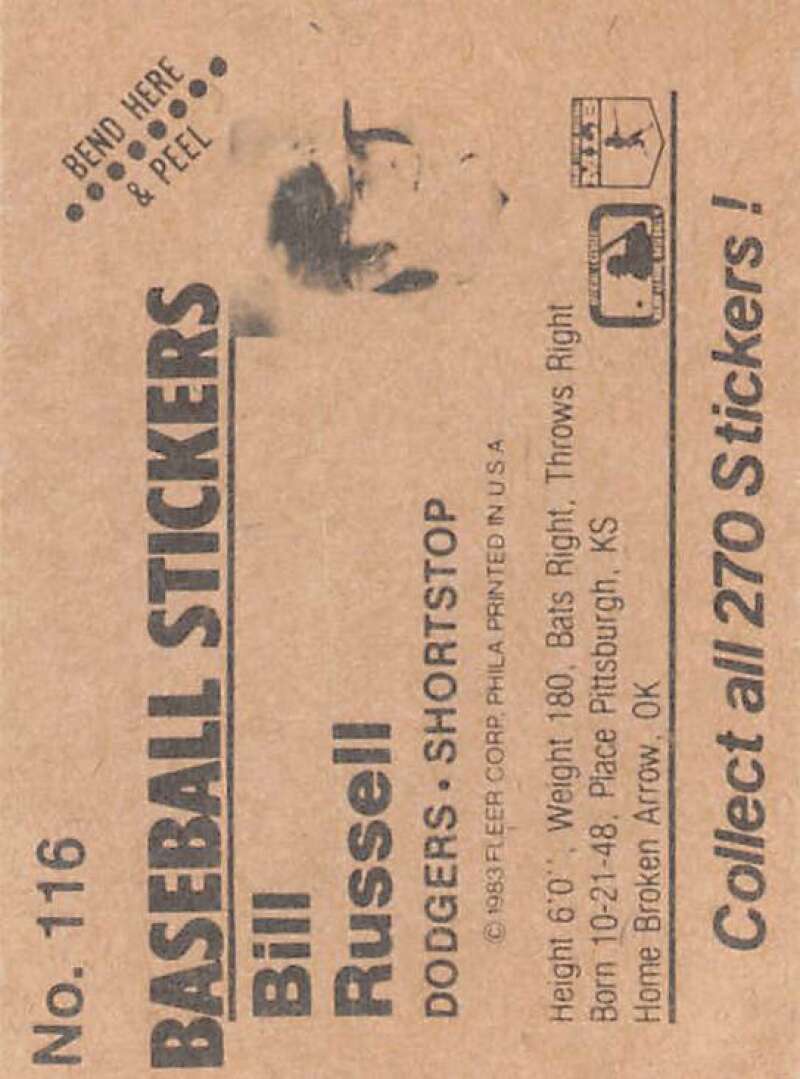 No. 116
BEND HERE
& PEEL
BASEBALL STICKERS
Bill
Russell
DODGERS • SHORTSTOP
© 1983 FLEER CORP. PHILA PRINTED IN U S A
Height 6'0'', Weight 180, Bats Right, Throws Right
Born 10-21-48, Place Pittsburgh, KS
Home Broken Arrow, OK
Collect all 270 Stickers!